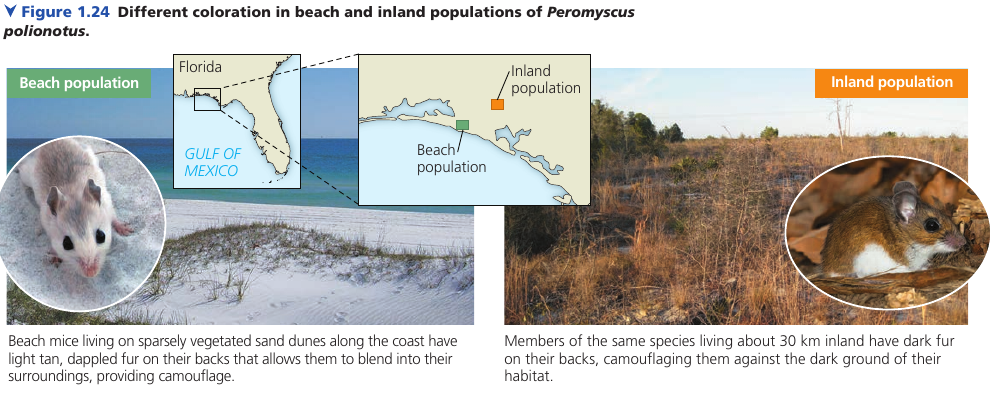 Figure 1.24 Different coloration in beach and inland populations of Peromyscus
polionotus.
Beach population
Florida
GULF OF
MEXICO
Inland
population
Beach
population
Inland population
Beach mice living on sparsely vegetated sand dunes along the coast have
light tan, dappled fur on their backs that allows them to blend into their
surroundings, providing camouflage.
Members of the same species living about 30 km inland have dark fur
on their backs, camouflaging them against the dark ground of their
habitat.